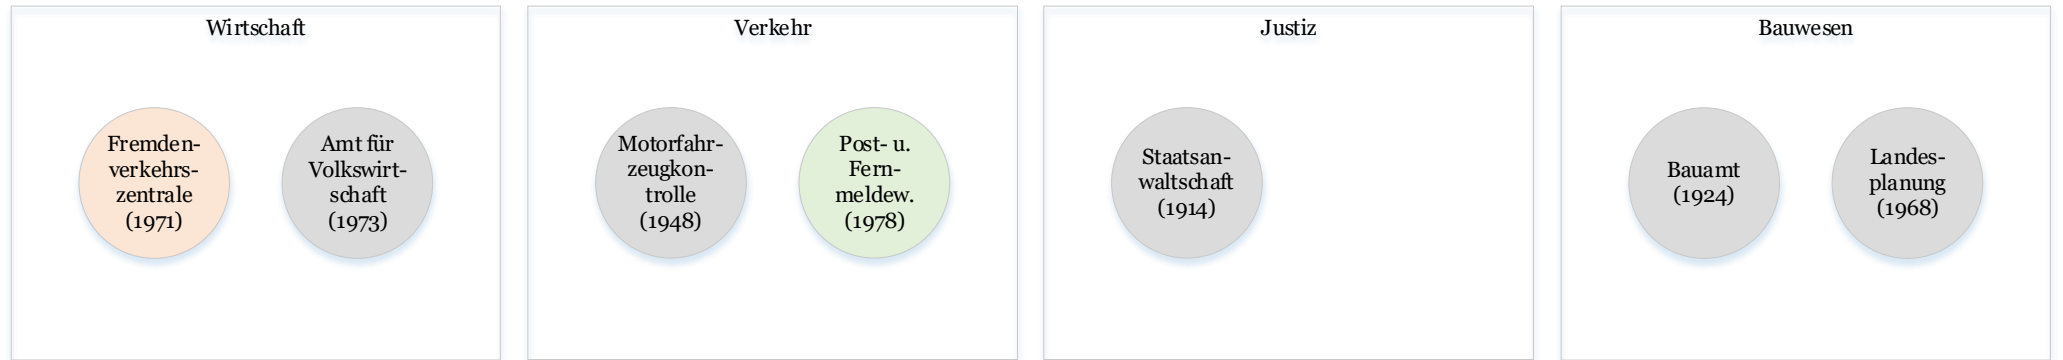 Wirtschaft
Fremden-
verkehrs-
zentrale
(1971)
Amt für
Volkswirt-
schaft
(1973)
Verkehr
Motorfahr-
zeugkon-
trolle
(1948)
Post- u.
Fern-
meldew.
(1978)
Justiz
Staatsan-
waltschaft
(1914)
Bauwesen
Bauamt
(1924)
Landes-
planung
(1968)